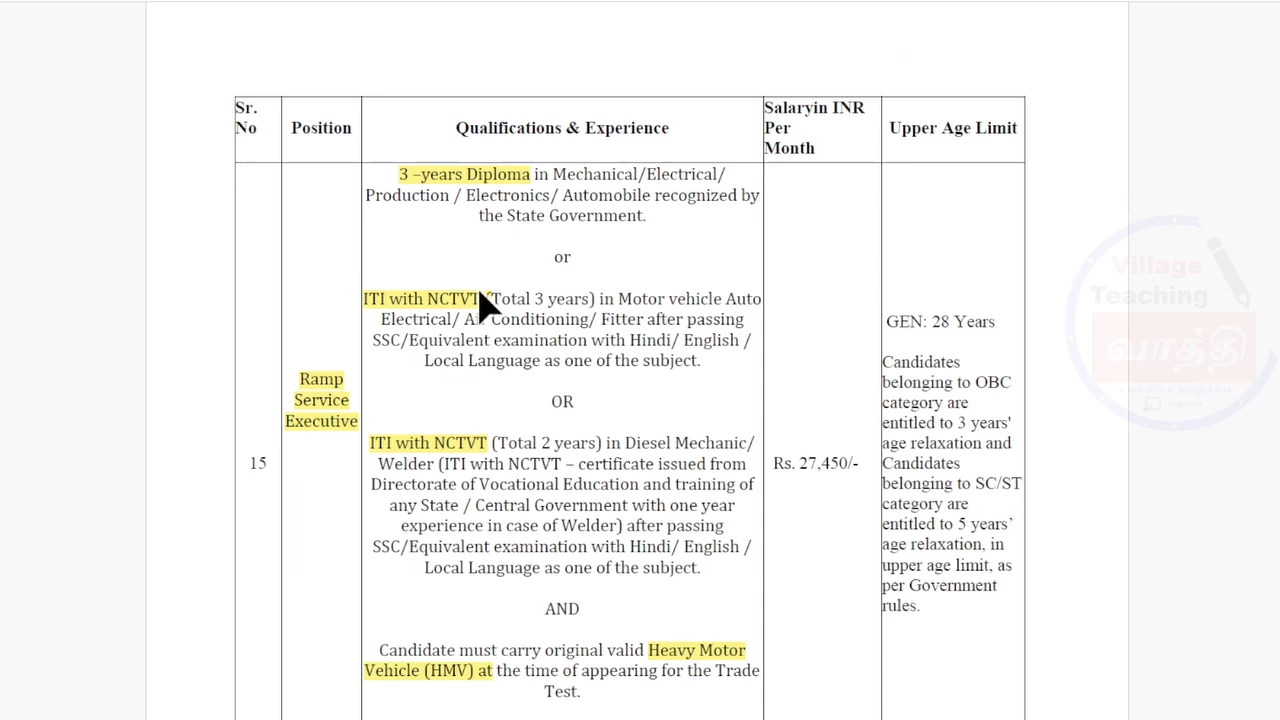 Sr.
No
Position
Qualifications & Experience
Salaryin INR
Per
Month
Upper Age Limit
15
Ramp
Service
Executive
3 –years Diploma in Mechanical/Electrical/
Production / Electronics/ Automobile recognized by
the State Government.
or
ITI with NCTVT (Total 3 years) in Motor vehicle Auto
Electrical/ Air Conditioning/ Fitter after passing
SSC/Equivalent examination with Hindi/ English /
Local Language as one of the subject.
OR
ITI with NCTVT (Total 2 years) in Diesel Mechanic/
Welder (ITI with NCTVT – certificate issued from
Directorate of Vocational Education and training of
any State / Central Government with one year
experience in case of Welder) after passing
SSC/Equivalent examination with Hindi/ English /
Local Language as one of the subject.
AND
Candidate must carry original valid Heavy Motor
Vehicle (HMV) at the time of appearing for the Trade
Test.
Rs. 27,450/-
GEN: 28 Years
Candidates
belonging to OBC
category are
entitled to 3 years'
age relaxation and
Candidates
belonging to SC/ST
category are
entitled to 5 years’
age relaxation, in
upper age limit, as
per Government
rules.
Village
Teaching
வாத்தி